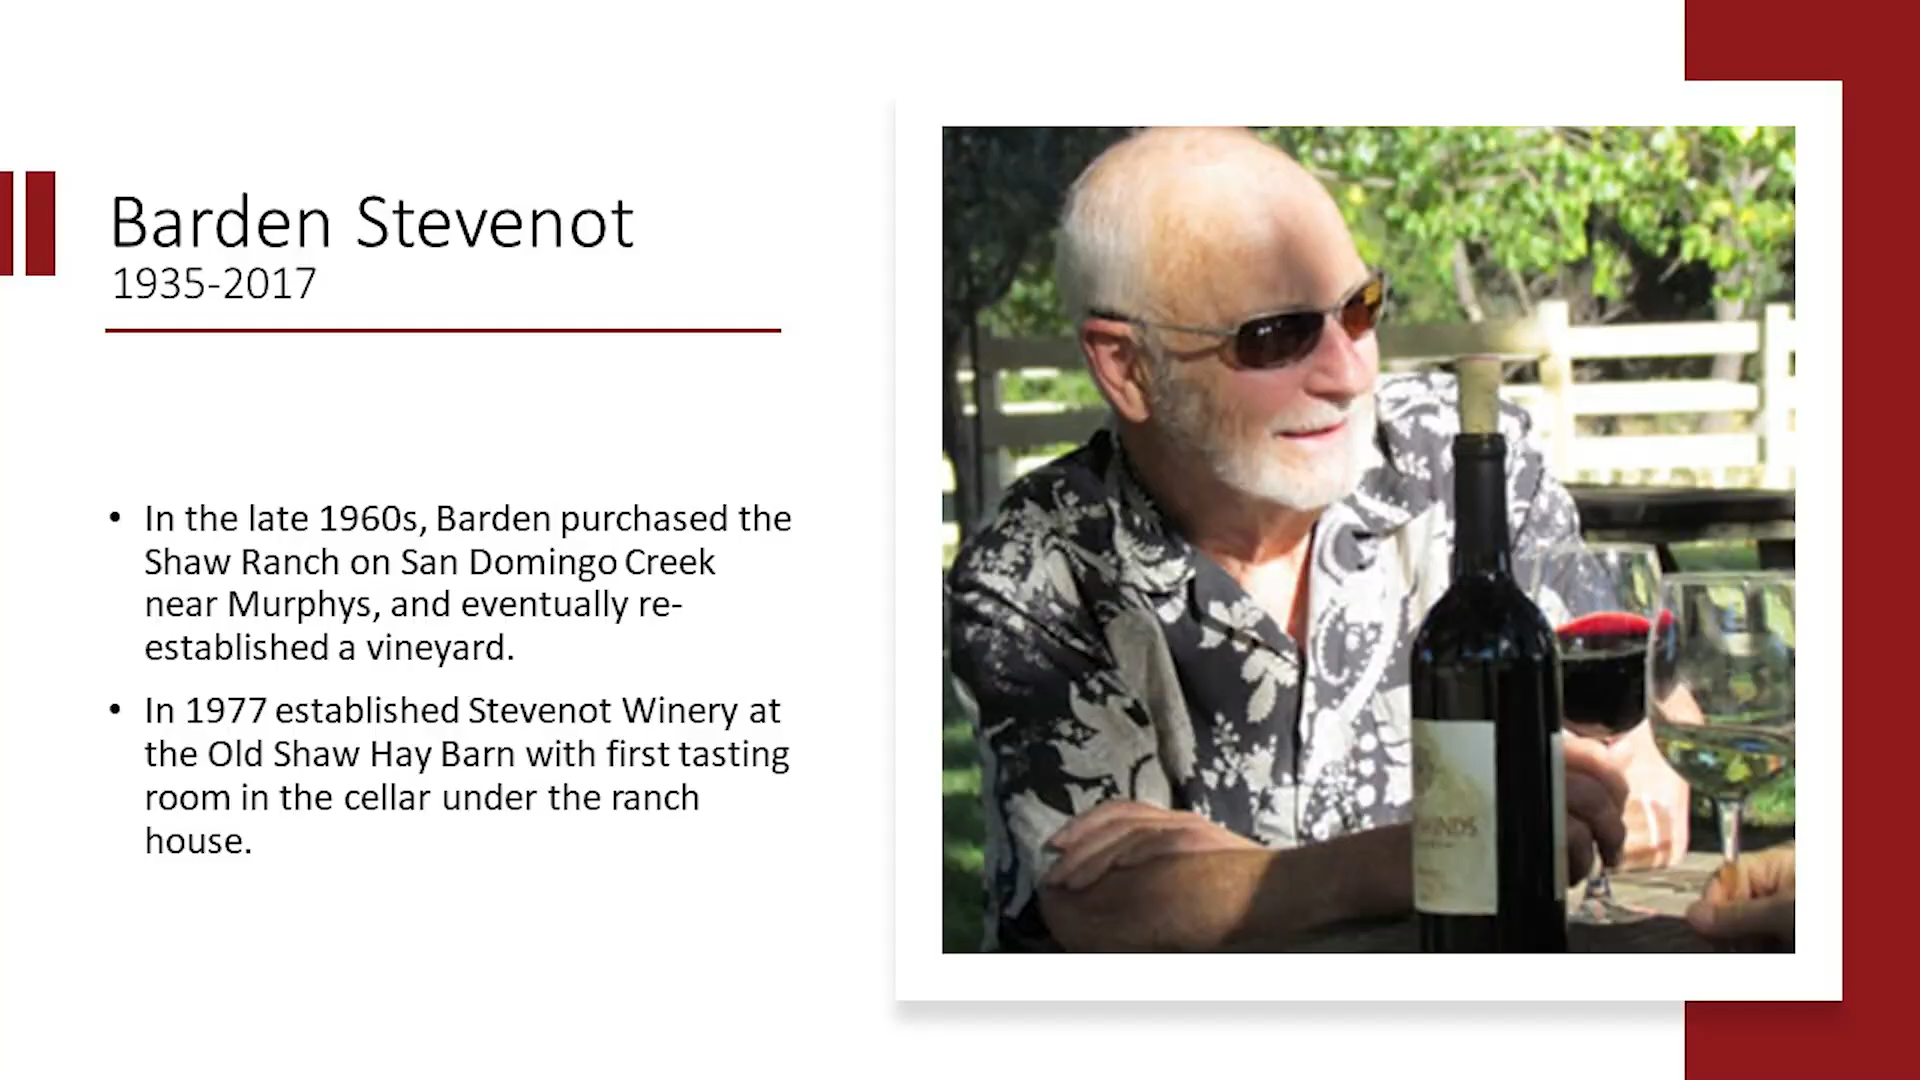 Barden Stevenot
1935-2017
• In the late 1960s, Barden purchased the
Shaw Ranch on San Domingo Creek
near Murphys, and eventually re-
established a vineyard.
• In 1977 established Stevenot Winery at
the Old Shaw Hay Barn with first tasting
room in the cellar under the ranch
house.